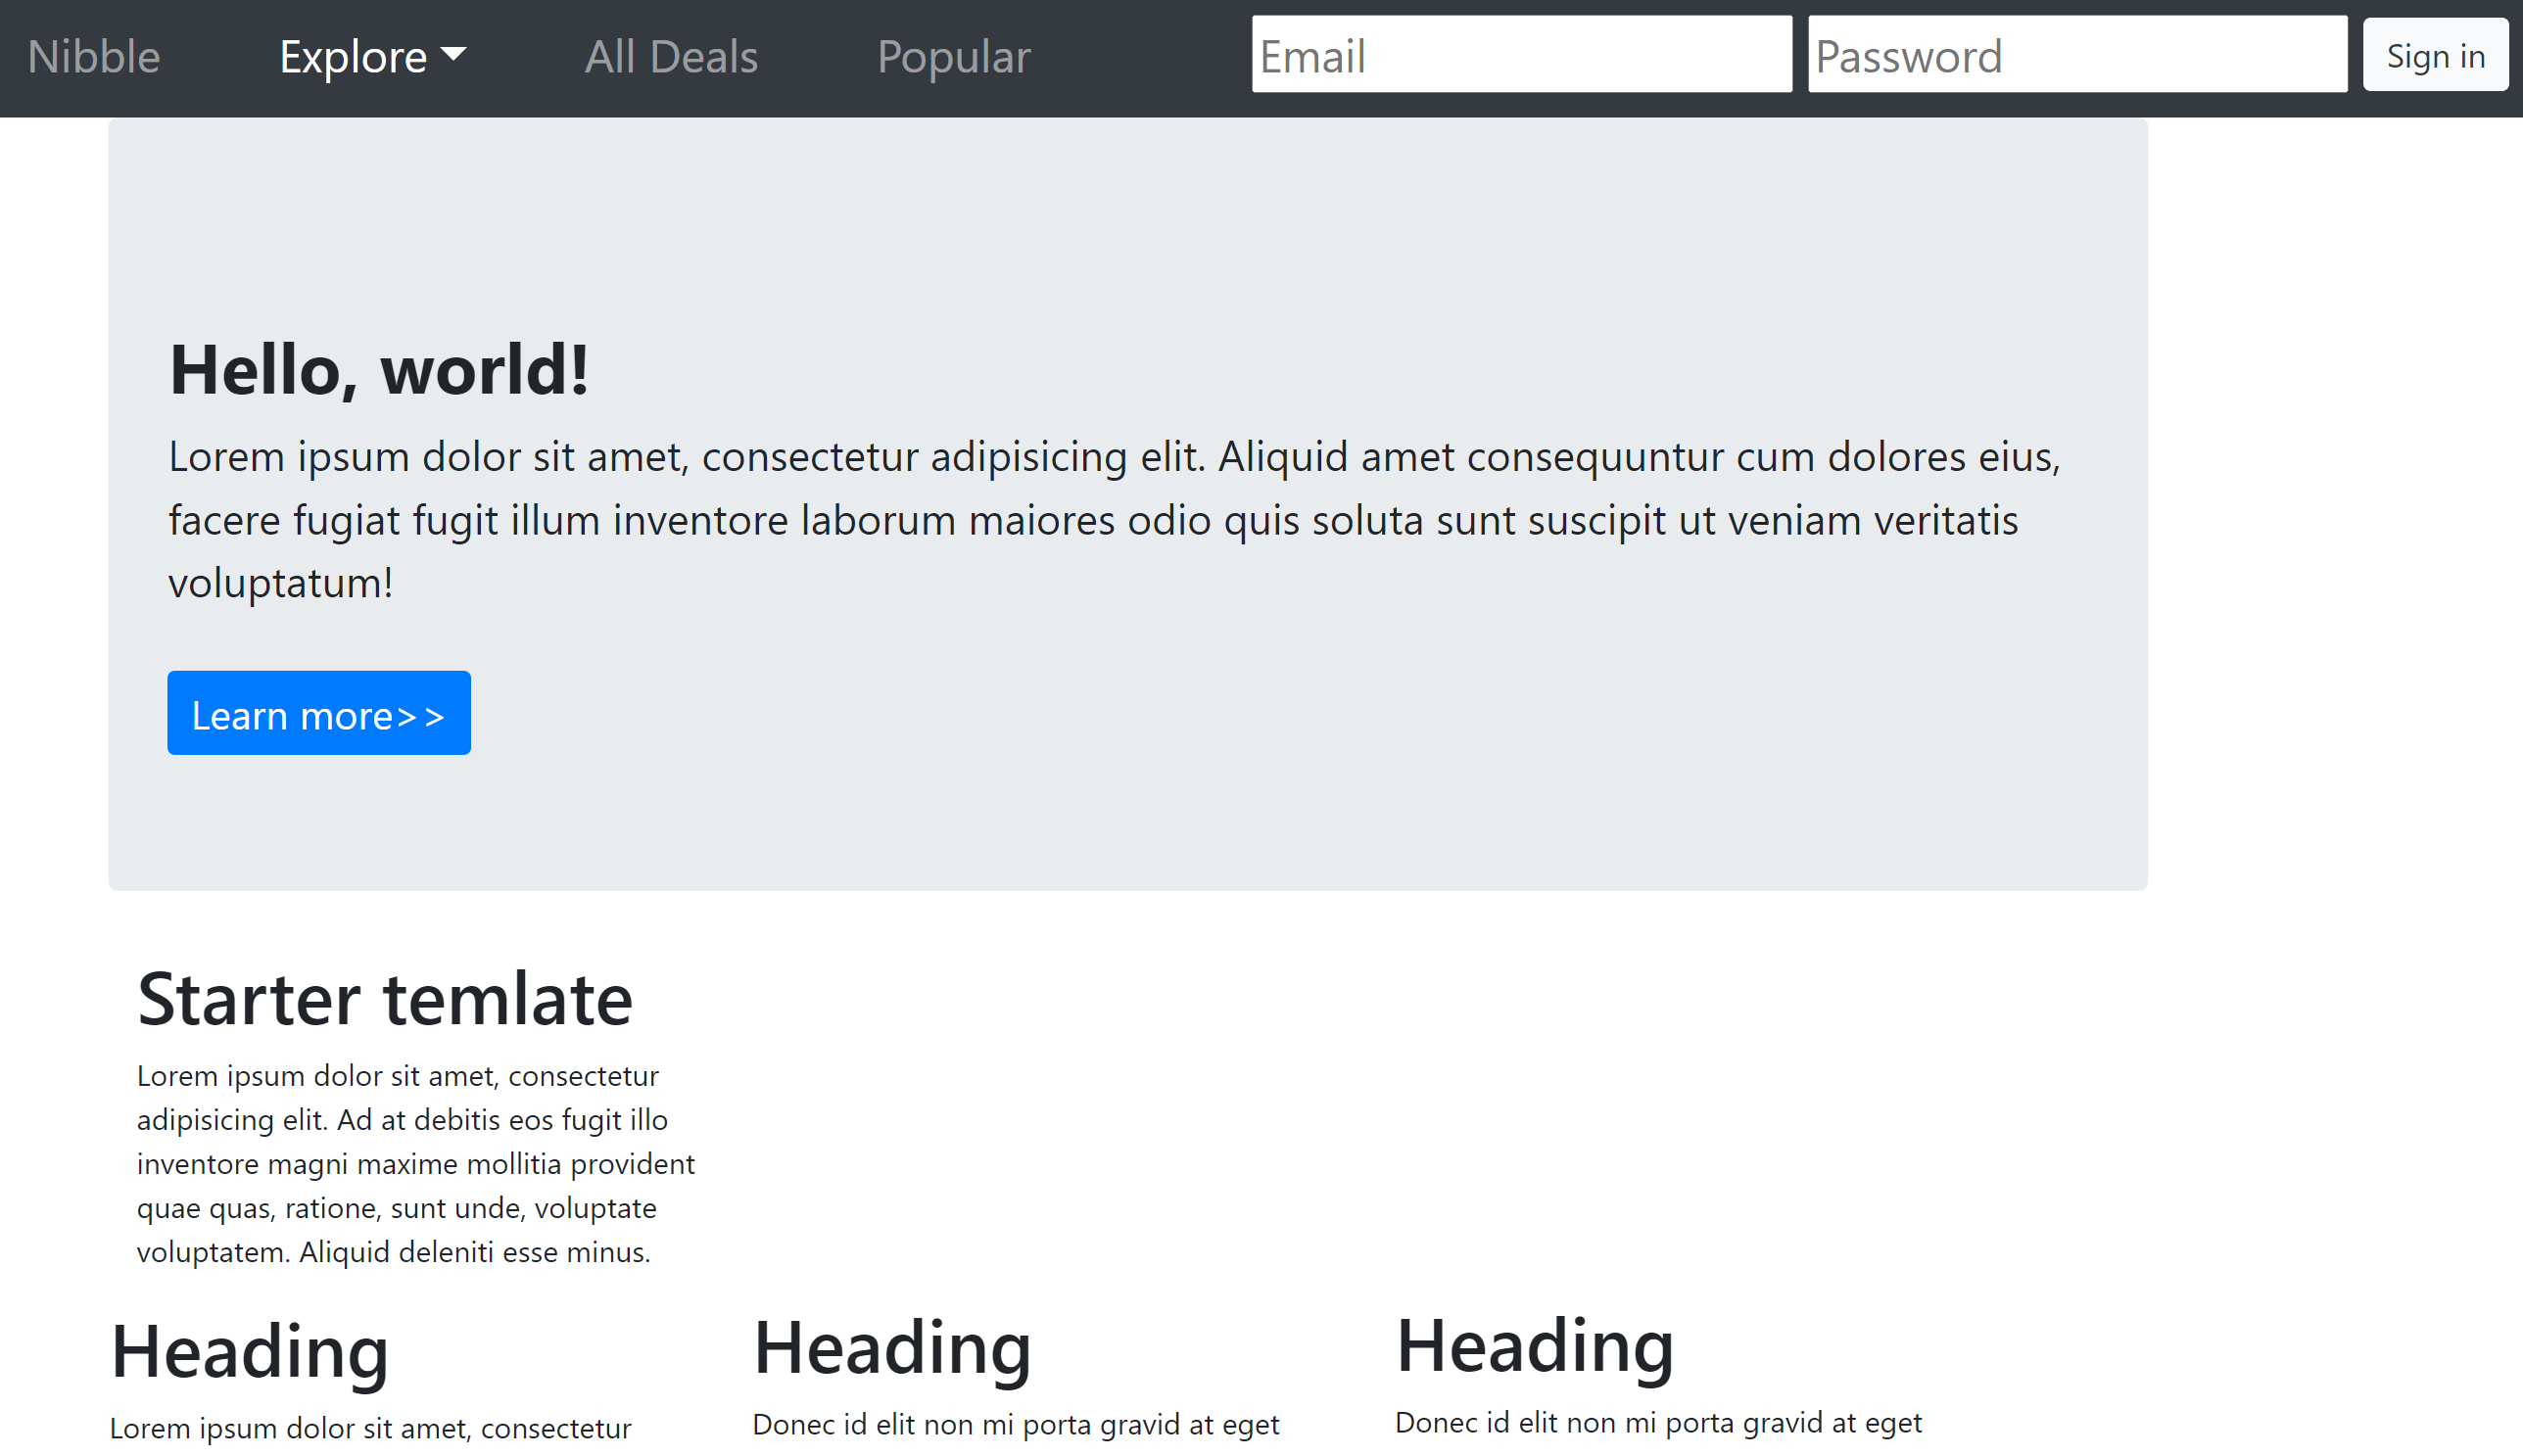 Nibble Explore All Deals Popular Email Password Sign in
Hello, world!
Lorem ipsum dolor sit amet, consectetur adipisicing elit. Aliquid amet consequuntur cum dolores eius,
facere fugiat fugit illum inventore laborum maiores odio quis soluta sunt suscipit ut veniam veritatis
voluptatum!
Learn more>>
Starter temlate
Lorem ipsum dolor sit amet, consectetur
adipisicing elit. Ad at debitis eos fugit illo
inventore magni maxime mollitia provident
quae quas, ratione, sunt unde, voluptate
voluptatem. Aliquid deleniti esse minus.
Heading
Lorem ipsum dolor sit amet, consectetur
Heading
Donec id elit non mi porta gravid at eget
Heading
Donec id elit non mi porta gravid at eget